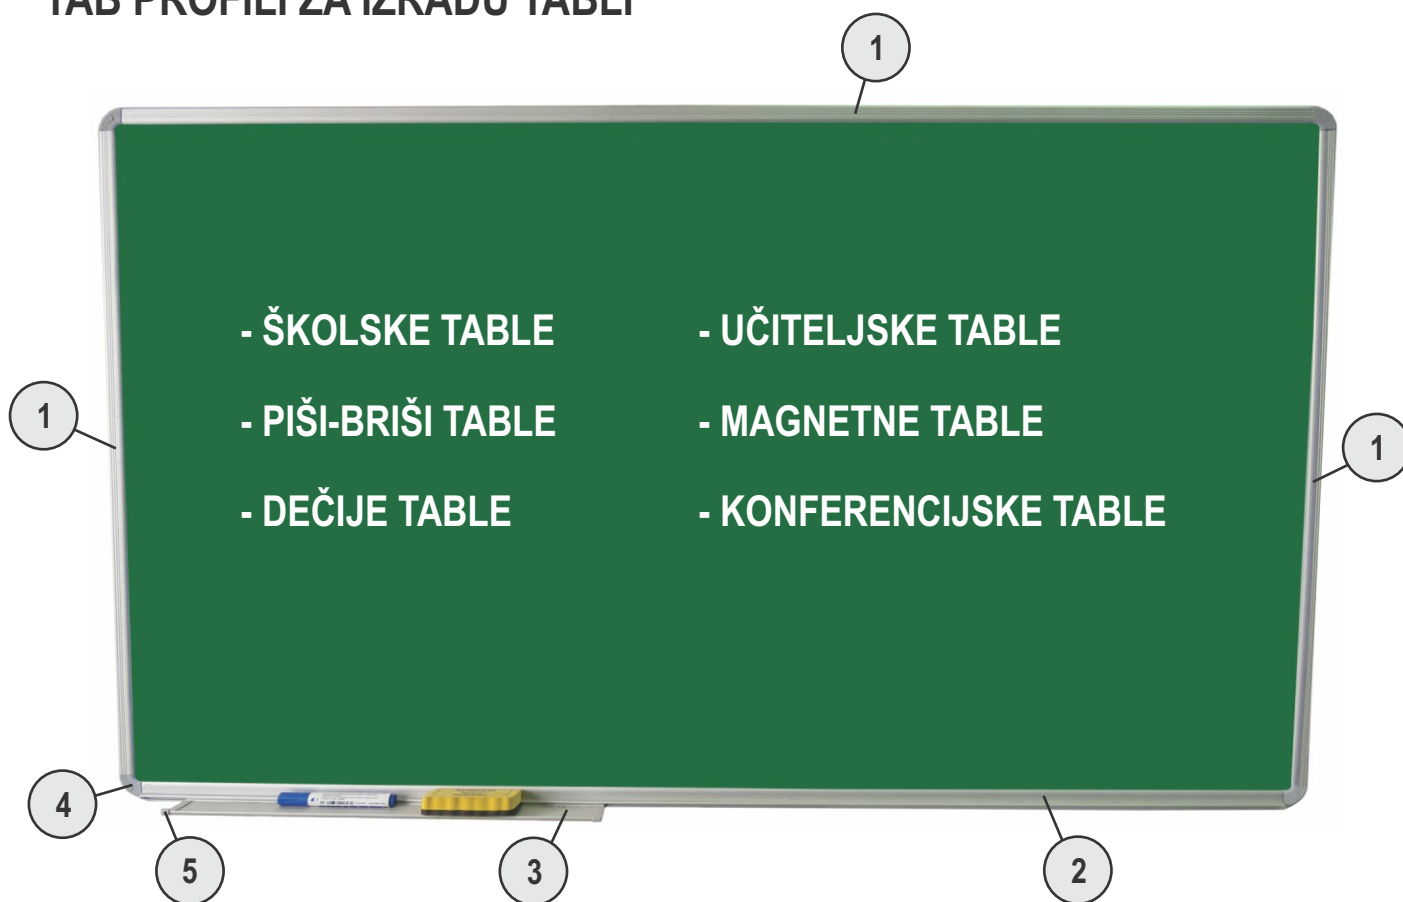 TAB PROFILI ZA IZRADU TABLI
1
- ŠKOLSKE TABLE
- UČITELJSKE TABLE
1
- PIŠI-BRIŠI TABLE
- MAGNETNE TABLE
1
- DEČIJE TABLE
- KONFERENCIJSKE TABLE
4
5
3
2